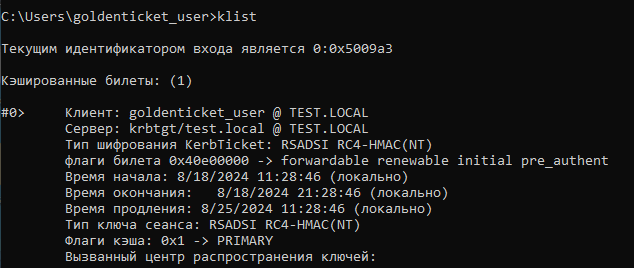 C:\Users\goldenticket_user>klist
Текущим идентификатором входа является 0:0x5009a3
Кэшированные билеты: (1)
#0> Клиент: goldenticket_user @ TEST.LOCAL
Сервер: krbtgt/test.local @ TEST.LOCAL
Тип шифрования KerbTicket: RSADSI RC4-HMAC(NT)
флаги билета 0x40e00000 -> forwardable renewable initial pre_authent
Время начала: 8/18/2024 11:28:46 (локально)
Время окончания: 8/18/2024 21:28:46 (локально)
Время продления: 8/25/2024 11:28:46 (локально)
Тип ключа сеанса: RSADSI RC4-HMAC(NT)
Флаги кэша: 0x1 -> PRIMARY
Вызванный центр распространения ключей: